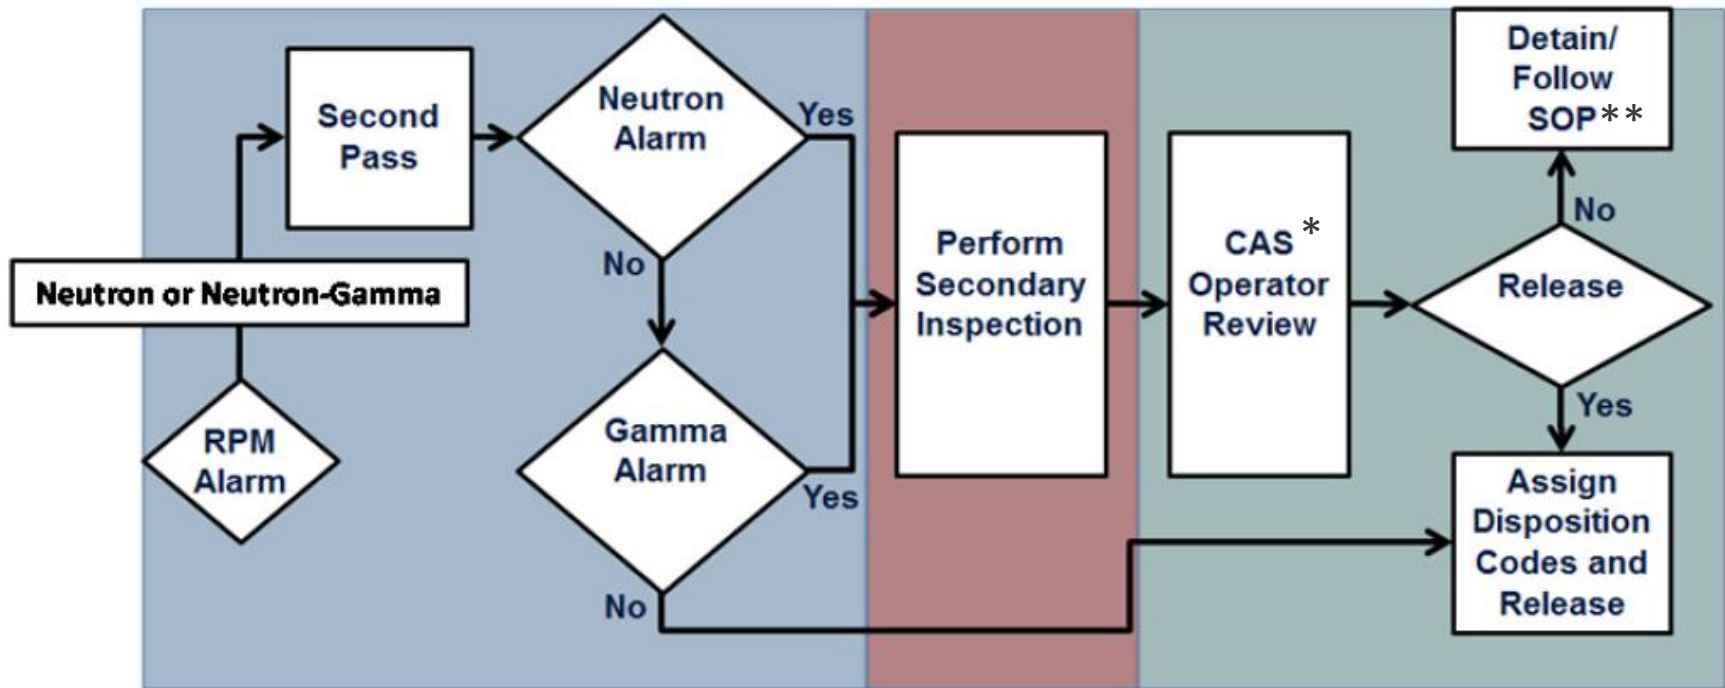 RPM
Alarm
Neutron or Neutron-Gamma
Second
Pass
Neutron
Alarm
Yes
No
Gamma
Alarm
Yes
No
Perform
Secondary
Inspection
CAS *
Operator
Review
Release
No
Detain/
Follow
SOP**
Yes
Assign
Disposition
Codes and
Release